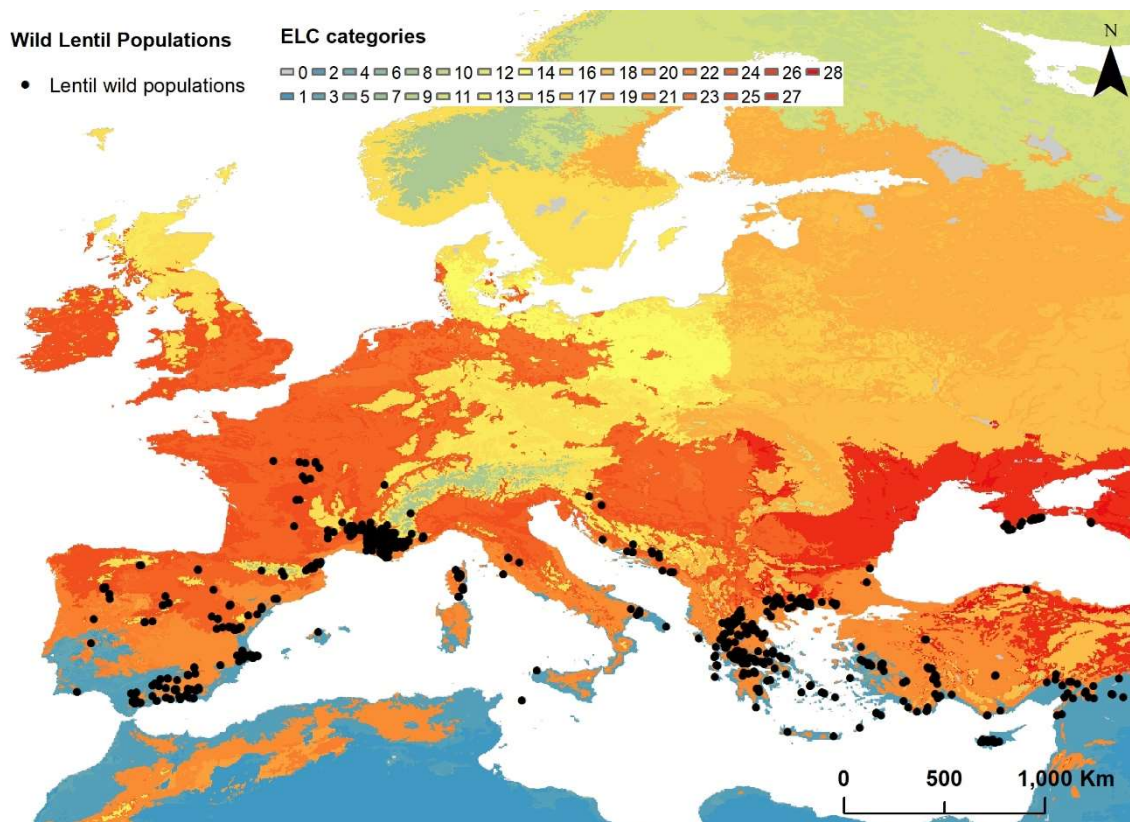 Wild Lentil Populations
Lentil wild populations
ELC categories
0 2 4 6 8 10 12 14 16 18 20 22 24 26 28
1 3 5 7 9 11 13 15 17 19 21 23 25 27
N
0 500 1,000 Km